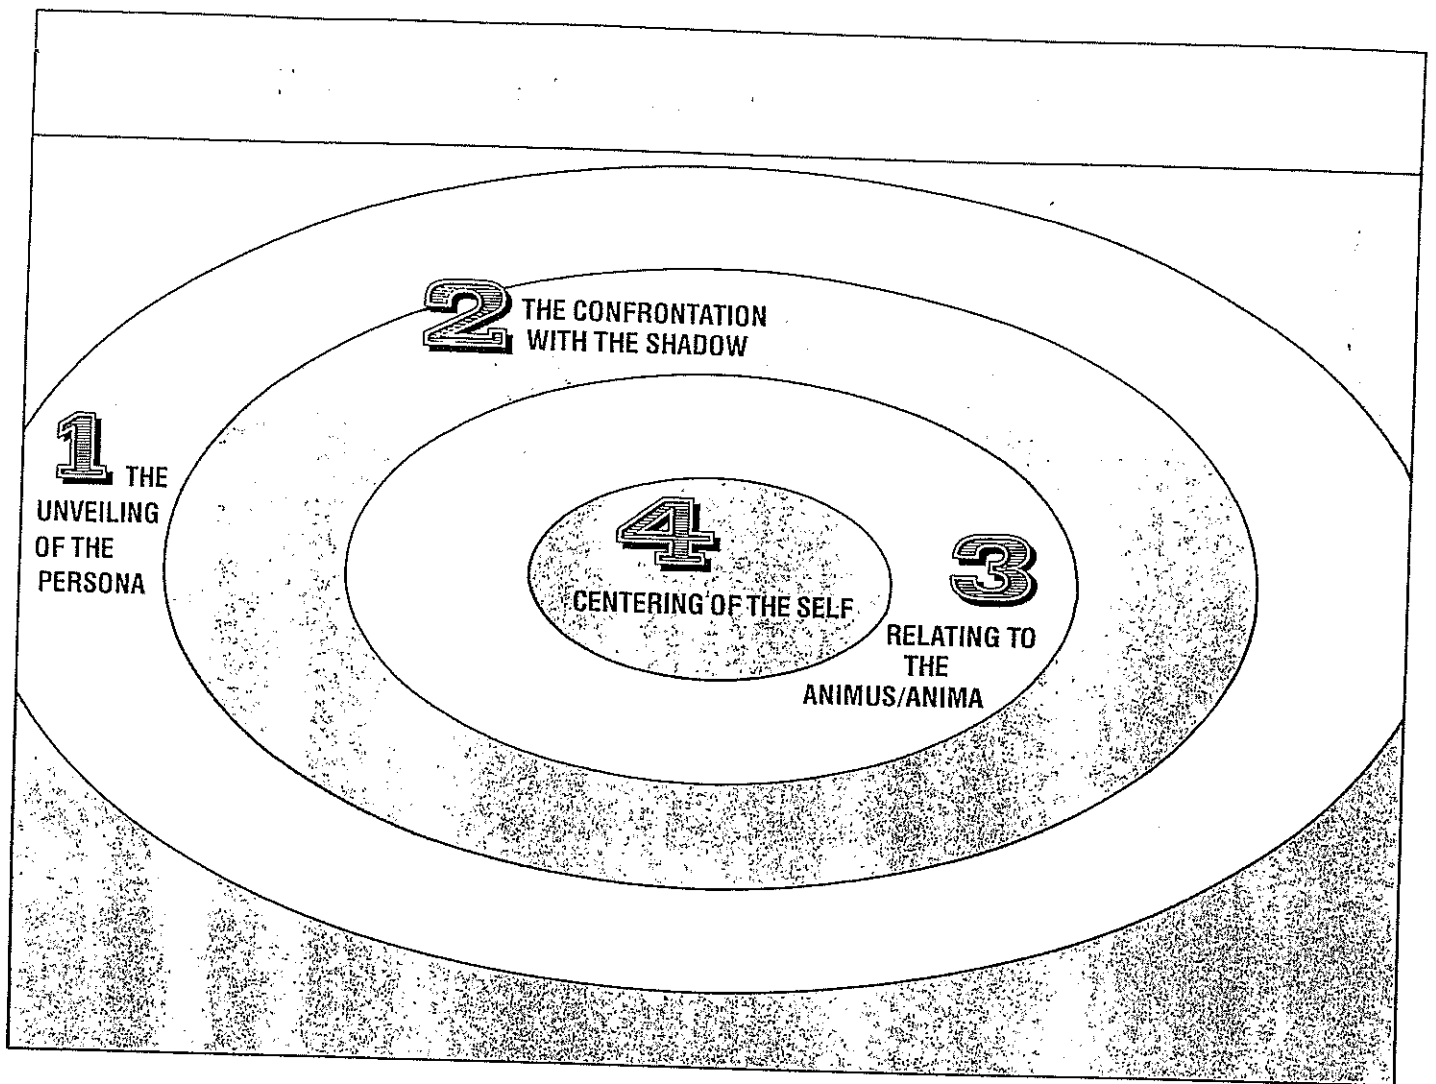 1 THE
UNVEILING
OF THE
PERSONA
2 THE CONFRONTATION
WITH THE SHADOW
3
RELATING TO
THE
ANIMUS/ANIMA
4
CENTERING OF THE SELF